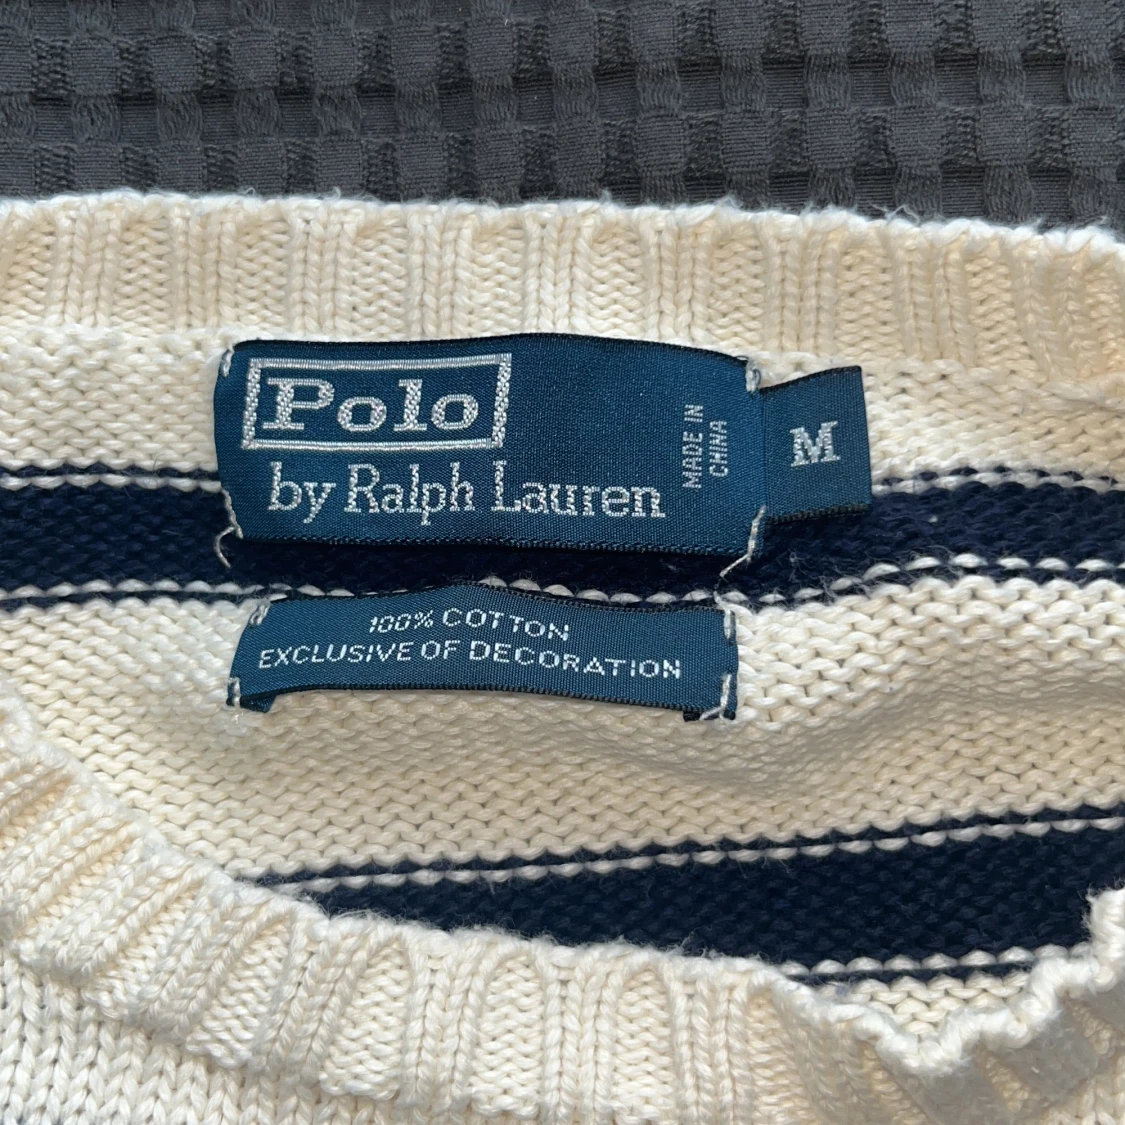 Polo
by Ralph Lauren
MADE IN
CHINA
M
100% COTTON
EXCLUSIVE OF DECORATION